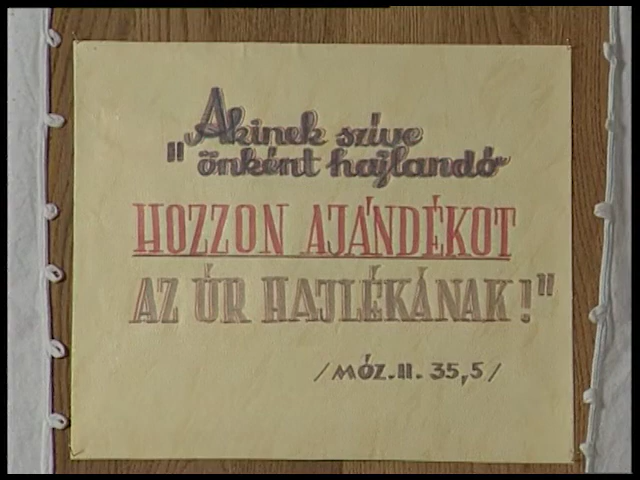 Akinek szíve
"önként hajlandó
HOZZON AJÁNDÉKOT
AZ ÚR HAJLÉKÁNAK!"
/MÓZ.II. 35,5/